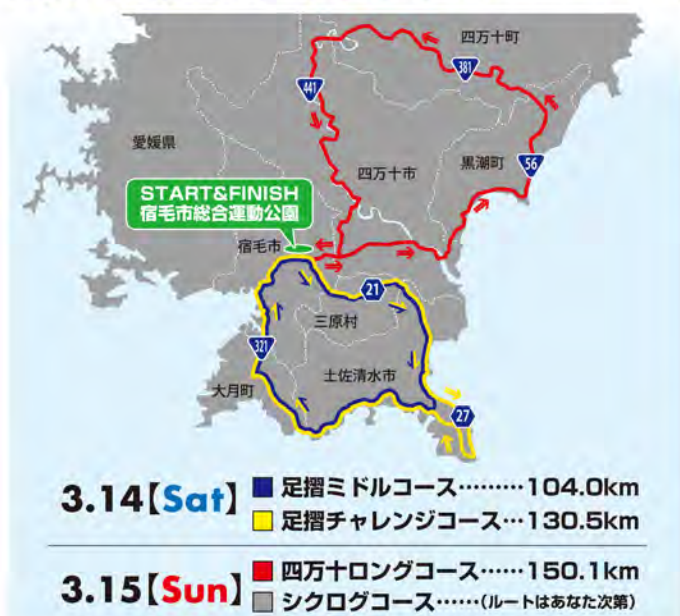 四万十町
381
441
愛媛県
黒潮町
56
四万十市
START&FINISH
宿毛市総合運動公園
宿毛市
21
三原村
321
土佐清水市
大月町
27
3.14【Sat】
足摺ミドルコース………104.0km
足摺チャレンジコース…130.5km
3.15【Sun】
四万十ロングコース……150.1km
シクログコース……(ルートはあなた次第)